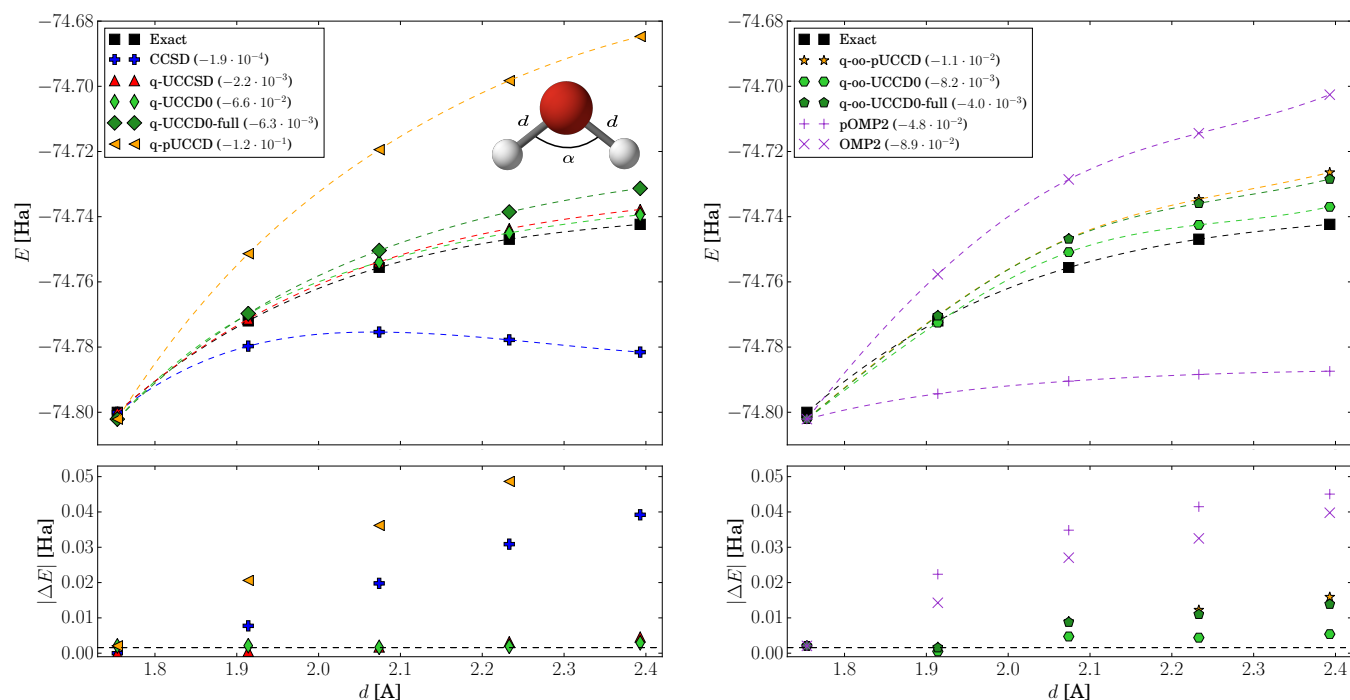 −74.68
−74.70
−74.72
−74.74
−74.76
−74.78
−74.80
E [Ha]
Exact
CCSD (−1.9 · 10⁻⁴)
q-UCCSD (−2.2 · 10⁻³)
q-UCCD0 (−6.6 · 10⁻²)
q-UCCD0-full (−6.3 · 10⁻³)
q-pUCCD (−1.2 · 10⁻¹)
d d
α
0.05
0.04
0.03
0.02
0.01
0.00
|ΔE| [Ha]
1.8 1.9 2.0 2.1 2.2 2.3 2.4
d [A]
−74.68
−74.70
−74.72
−74.74
−74.76
−74.78
−74.80
E [Ha]
Exact
q-oo-pUCCD (−1.1 · 10⁻²)
q-oo-UCCD0 (−8.2 · 10⁻³)
q-oo-UCCD0-full (−4.0 · 10⁻³)
pOMP2 (−4.8 · 10⁻²)
OMP2 (−8.9 · 10⁻²)
0.05
0.04
0.03
0.02
0.01
0.00
|ΔE| [Ha]
1.8 1.9 2.0 2.1 2.2 2.3 2.4
d [A]